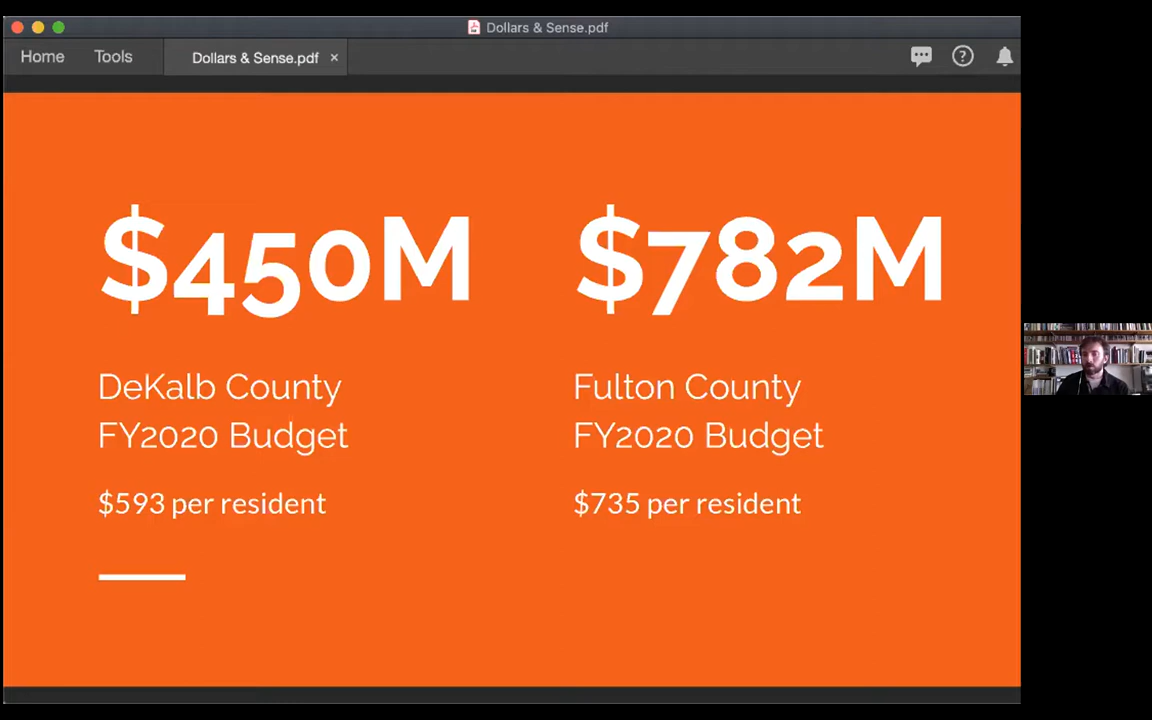 Dollars & Sense.pdf
Home Tools Dollars & Sense.pdf ×
$450M
DeKalb County
FY2020 Budget
$593 per resident
$782M
Fulton County
FY2020 Budget
$735 per resident